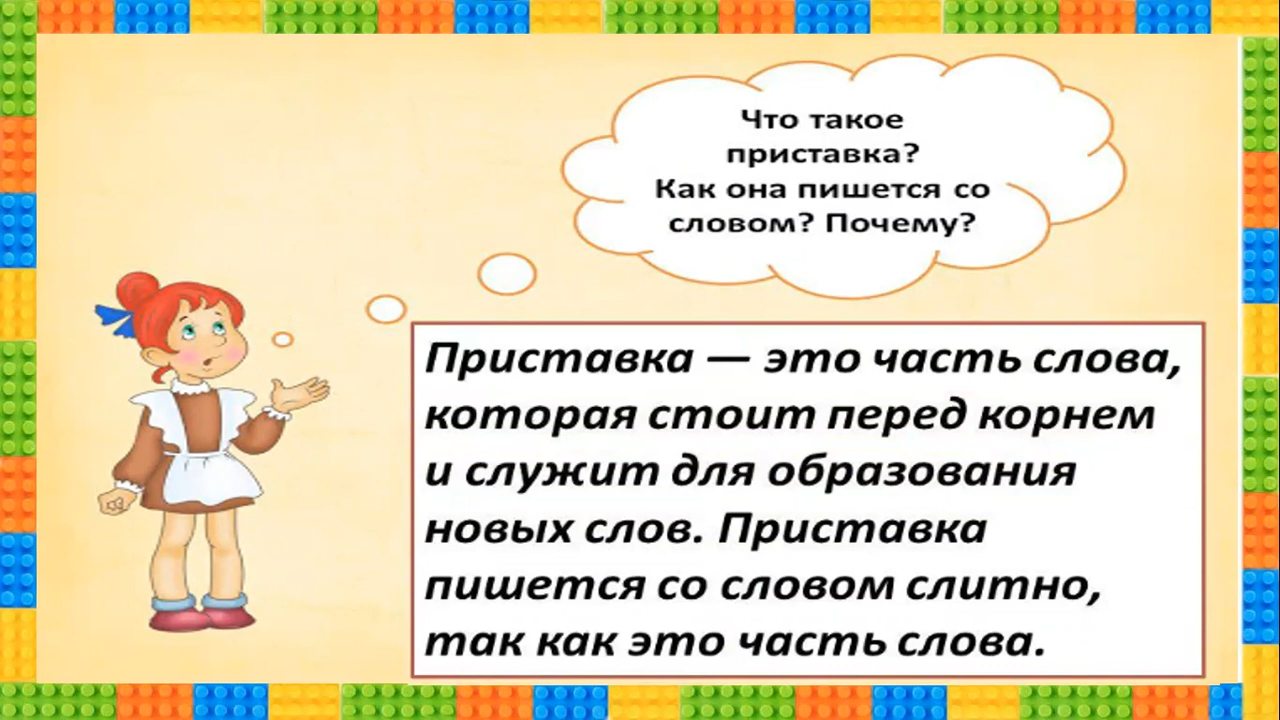 Что такое
приставка?
Как она пишется со
словом? Почему?
Приставка — это часть слова,
которая стоит перед корнем
и служит для образования
новых слов. Приставка
пишется со словом слитно,
так как это часть слова.